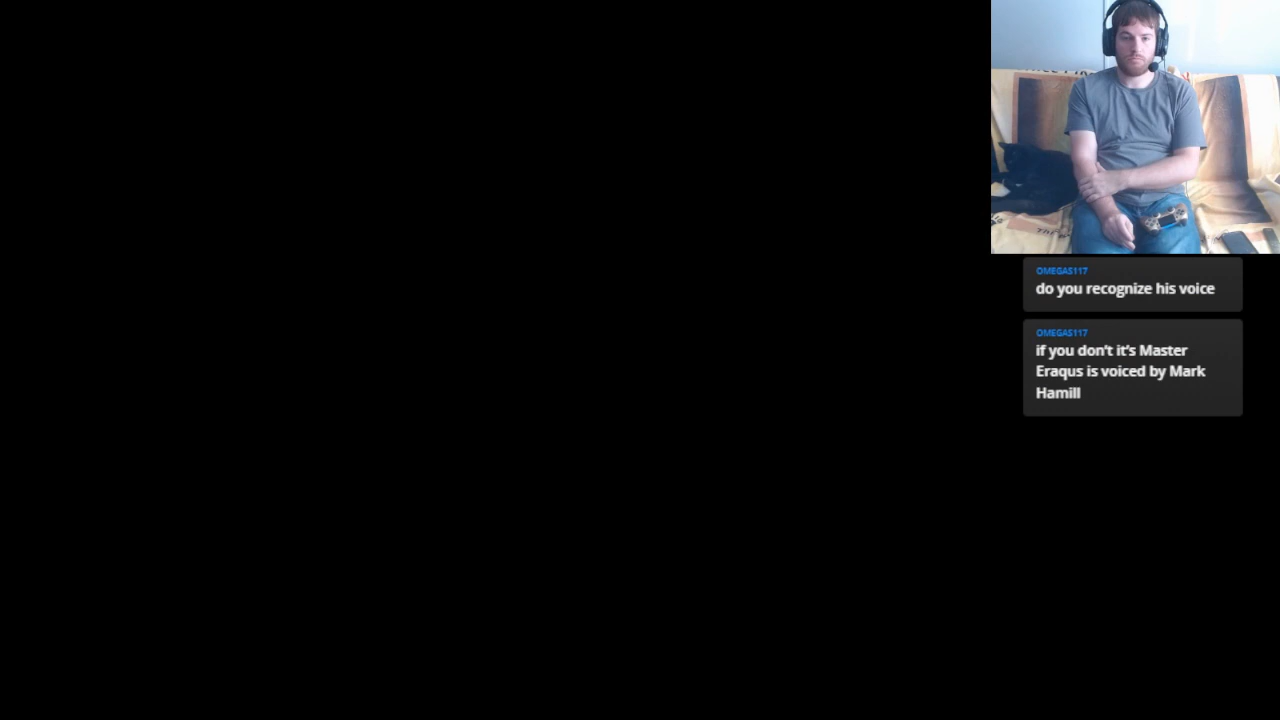 OMEGAS117
do you recognize his voice
OMEGAS117
if you don't it's Master
Eraqus is voiced by Mark
Hamill